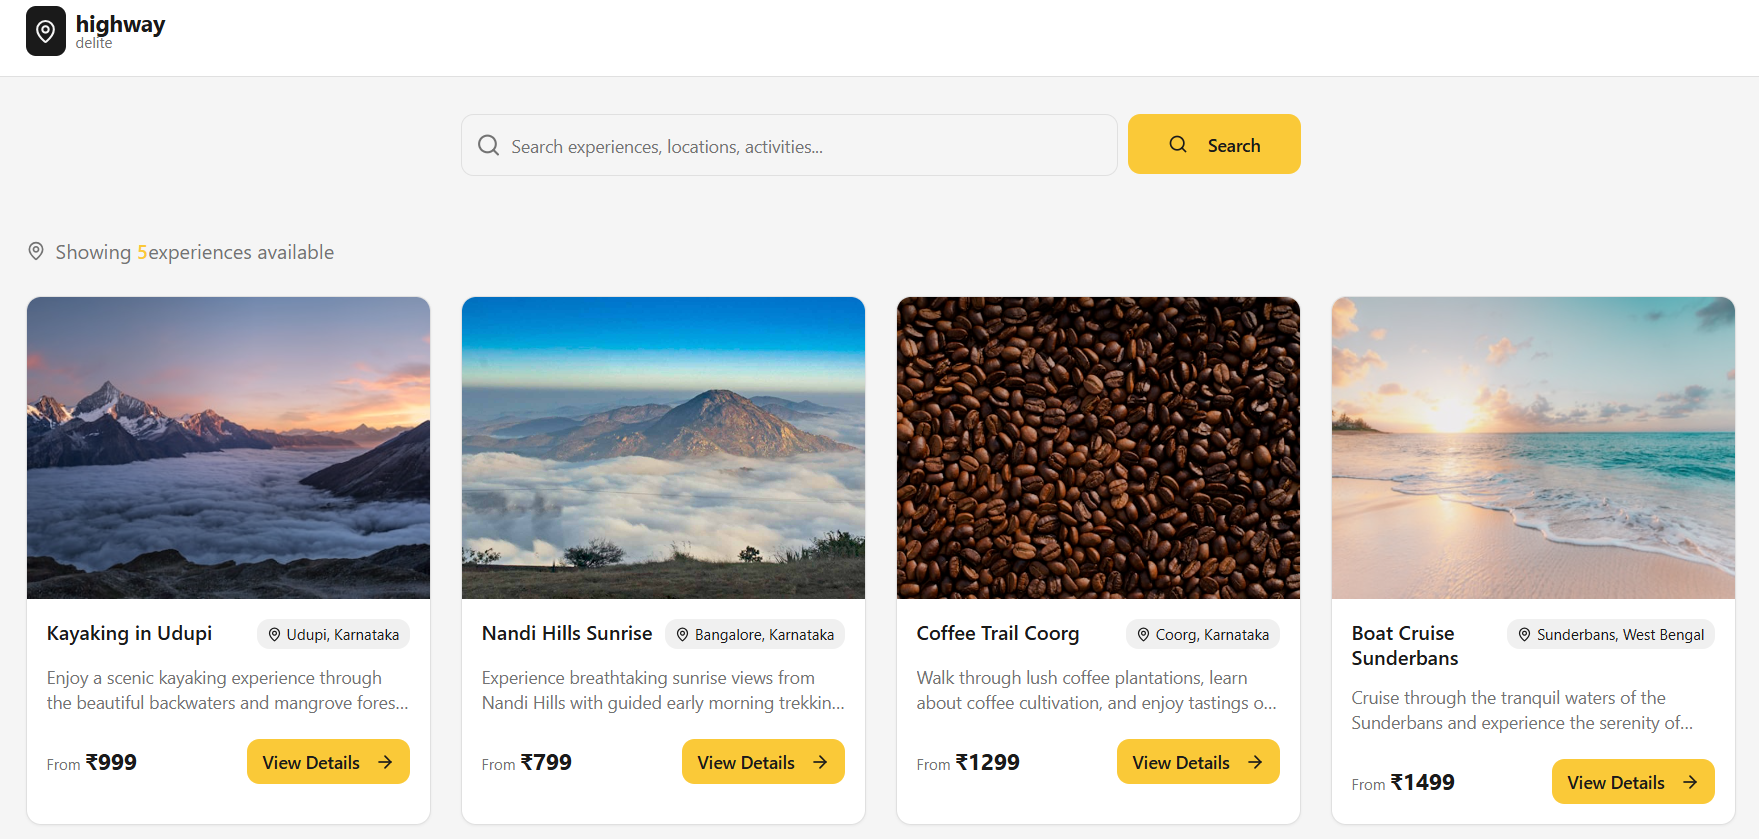 highway
delite
Search experiences, locations, activities...
Search
Showing 5experiences available
Kayaking in Udupi
Udupi, Karnataka
Enjoy a scenic kayaking experience through
the beautiful backwaters and mangrove fores...
From ₹999
View Details
Nandi Hills Sunrise
Bangalore, Karnataka
Experience breathtaking sunrise views from
Nandi Hills with guided early morning trekkin...
From ₹799
View Details
Coffee Trail Coorg
Coorg, Karnataka
Walk through lush coffee plantations, learn
about coffee cultivation, and enjoy tastings o...
From ₹1299
View Details
Boat Cruise
Sunderbans
Sunderbans, West Bengal
Cruise through the tranquil waters of the
Sunderbans and experience the serenity of...
From ₹1499
View Details